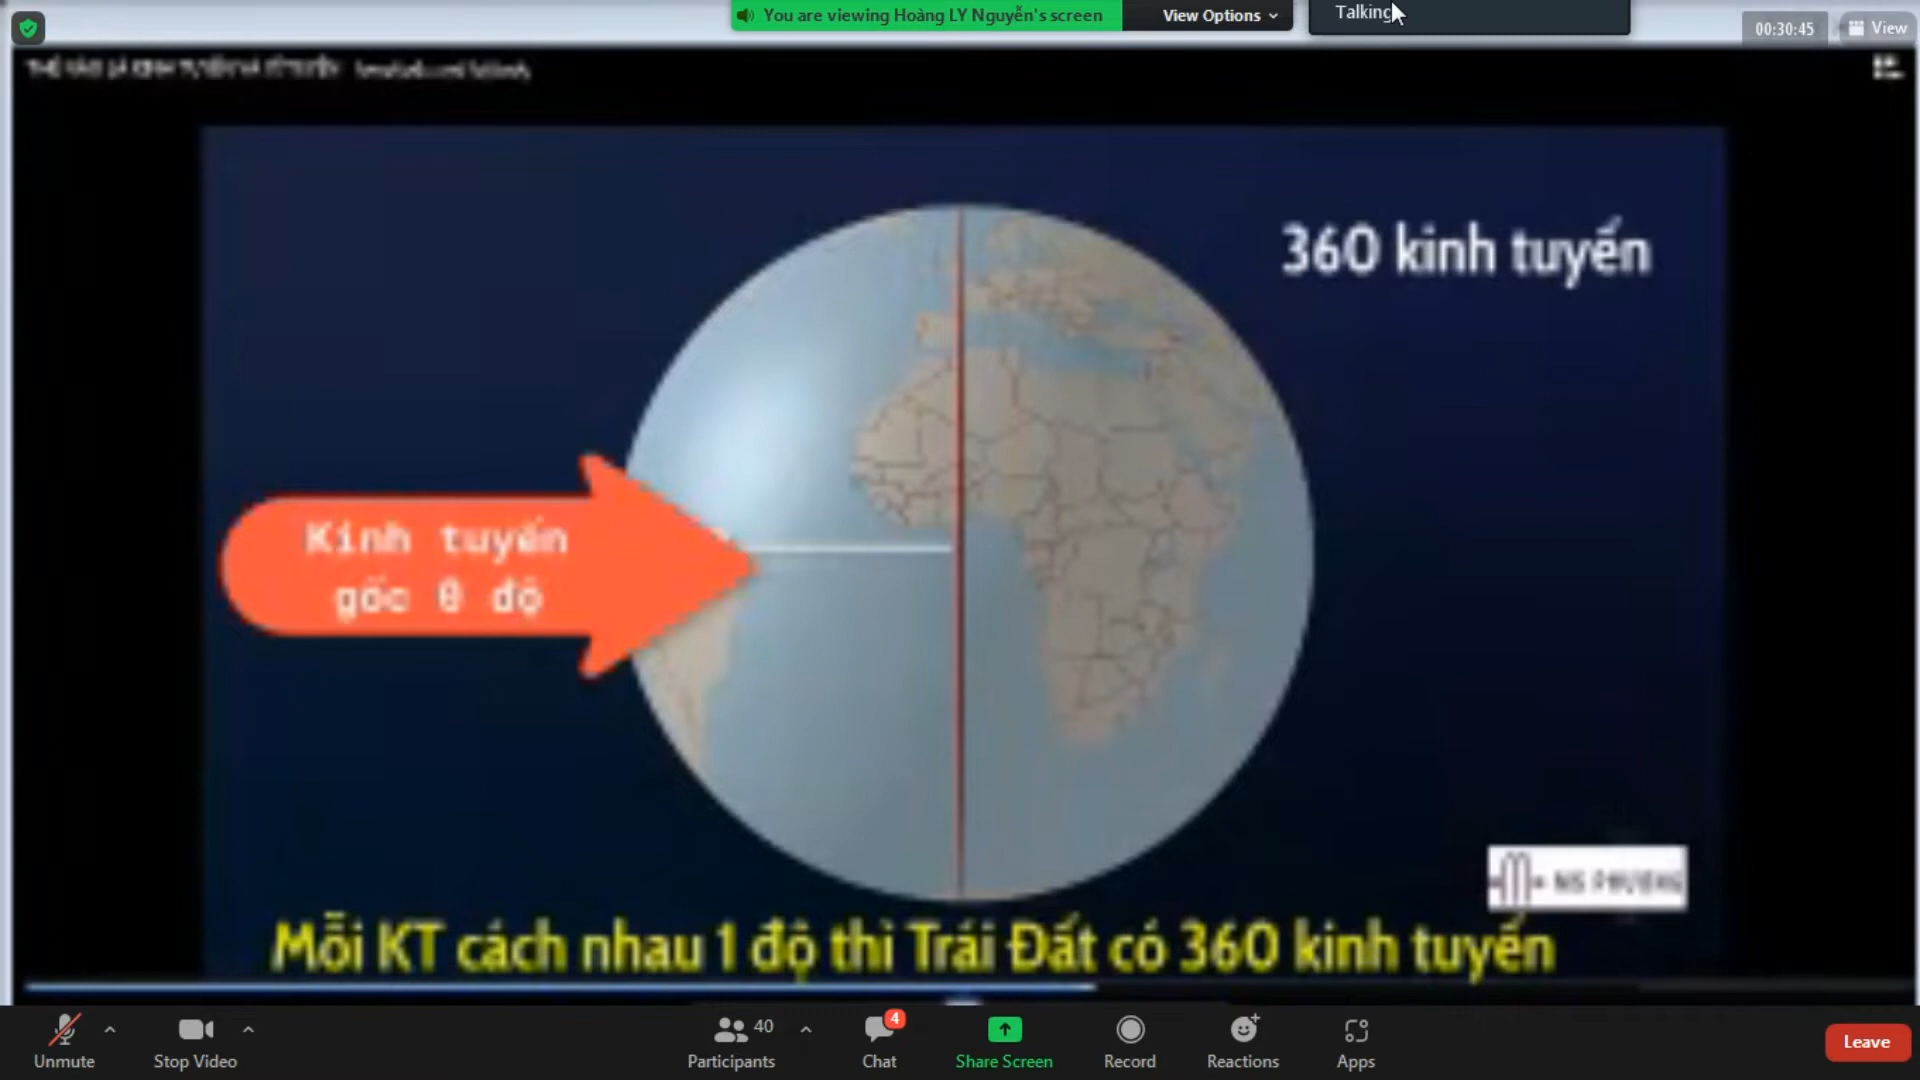 You are viewing Hoàng LY Nguyễn's screen
View Options
Talking
00:30:45
View
360 kinh tuyến
Kinh tuyến
gốc 0 độ
NG PHƯƠNG
Mỗi KT cách nhau 1 độ thì Trái Đất có 360 kinh tuyến
Unmute
Stop Video
40
Participants
4
Chat
Share Screen
Record
Reactions
Apps
Leave